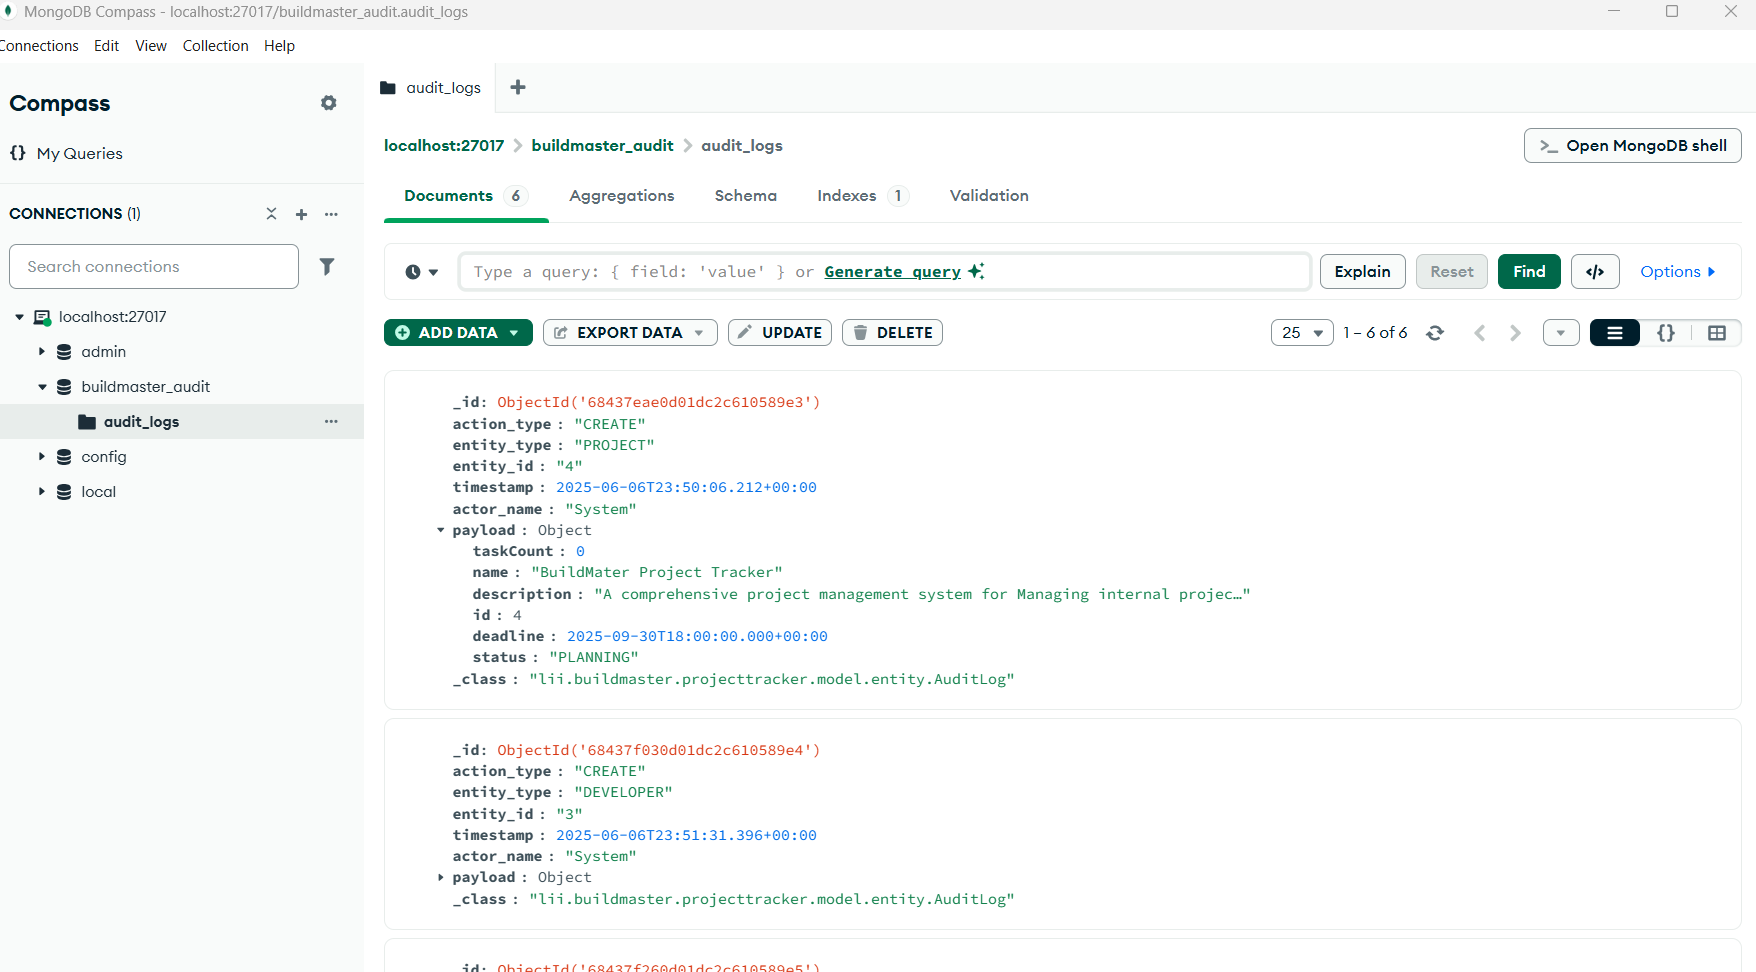 MongoDB Compass - localhost:27017/buildmaster_audit.audit_logs
Connections Edit View Collection Help
Compass
{} My Queries
CONNECTIONS (1)
Search connections
localhost:27017
admin
buildmaster_audit
audit_logs
config
local
audit_logs
localhost:27017 > buildmaster_audit > audit_logs
>_ Open MongoDB shell
Documents 6 Aggregations Schema Indexes 1 Validation
Type a query: { field: 'value' } or Generate query
Explain Reset Find </> Options
ADD DATA EXPORT DATA UPDATE DELETE
25 1 – 6 of 6 {}
_id: ObjectId('68437eae0d01dc2c610589e3')
action_type : "CREATE"
entity_type : "PROJECT"
entity_id : "4"
timestamp : 2025-06-06T23:50:06.212+00:00
actor_name : "System"
payload : Object
taskCount : 0
name : "BuildMater Project Tracker"
description : "A comprehensive project management system for Managing internal projec…"
id : 4
deadline : 2025-09-30T18:00:00.000+00:00
status : "PLANNING"
_class : "lii.buildmaster.projecttracker.model.entity.AuditLog"
_id: ObjectId('68437f030d01dc2c610589e4')
action_type : "CREATE"
entity_type : "DEVELOPER"
entity_id : "3"
timestamp : 2025-06-06T23:51:31.396+00:00
actor_name : "System"
payload : Object
_class : "lii.buildmaster.projecttracker.model.entity.AuditLog"
_id: ObjectId('68437f260d01dc2c610589e5')